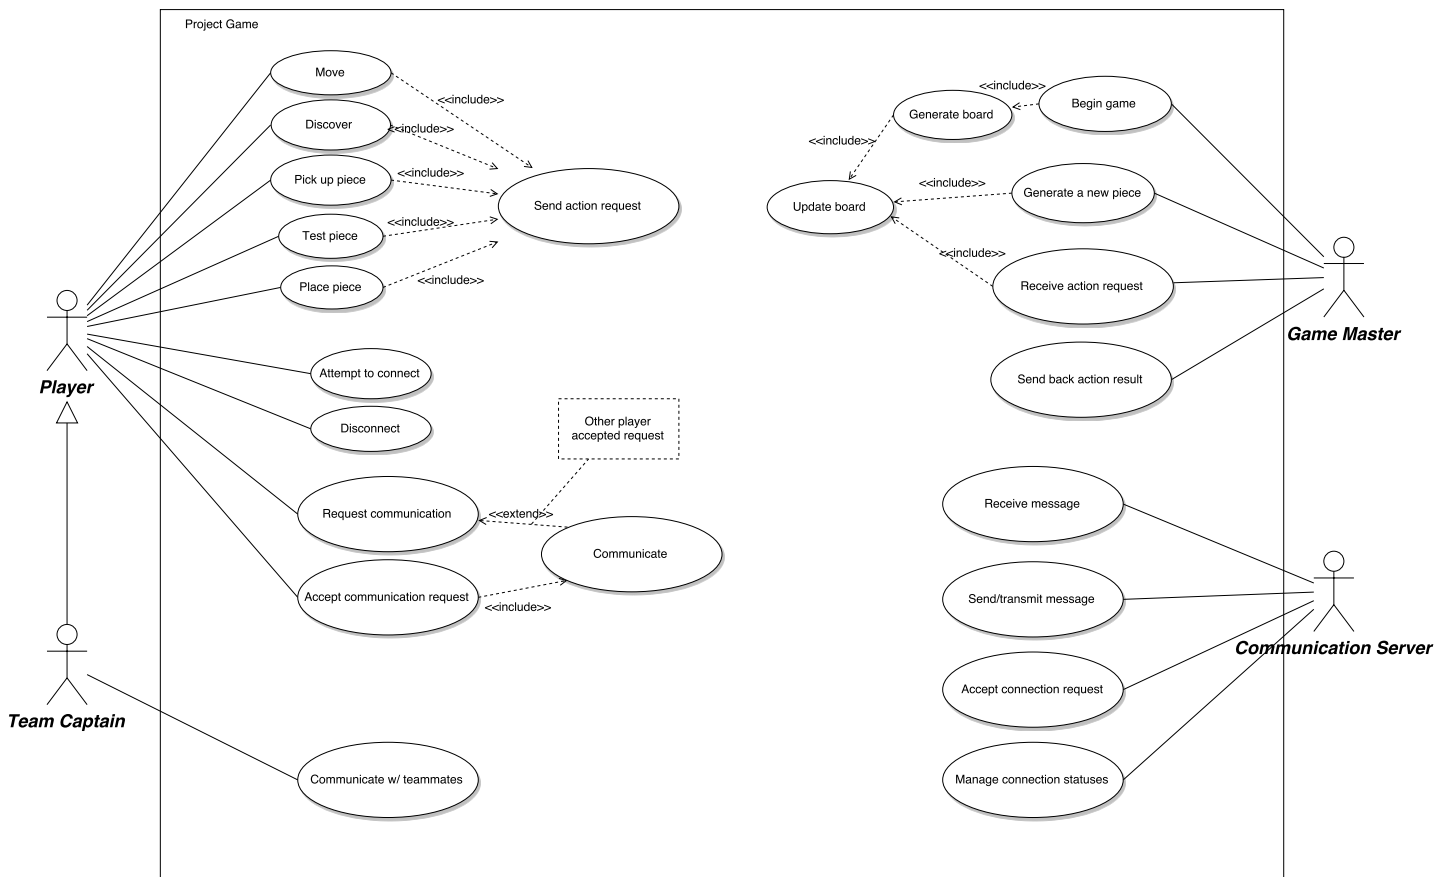 Project Game
Move
<<include>>
Discover
<<include>>
Pick up piece
<<include>>
Send action request
Test piece
<<include>>
Place piece
<<include>>
Player
Attempt to connect
Disconnect
Other player
accepted request
Request communication
<<extend>>
Communicate
Accept communication request
<<include>>
Team Captain
Communicate w/ teammates
<<include>>
Begin game
Generate board
<<include>>
<<include>>
Generate a new piece
Update board
<<include>>
Receive action request
Game Master
Send back action result
Receive message
Send/transmit message
Communication Server
Accept connection request
Manage connection statuses